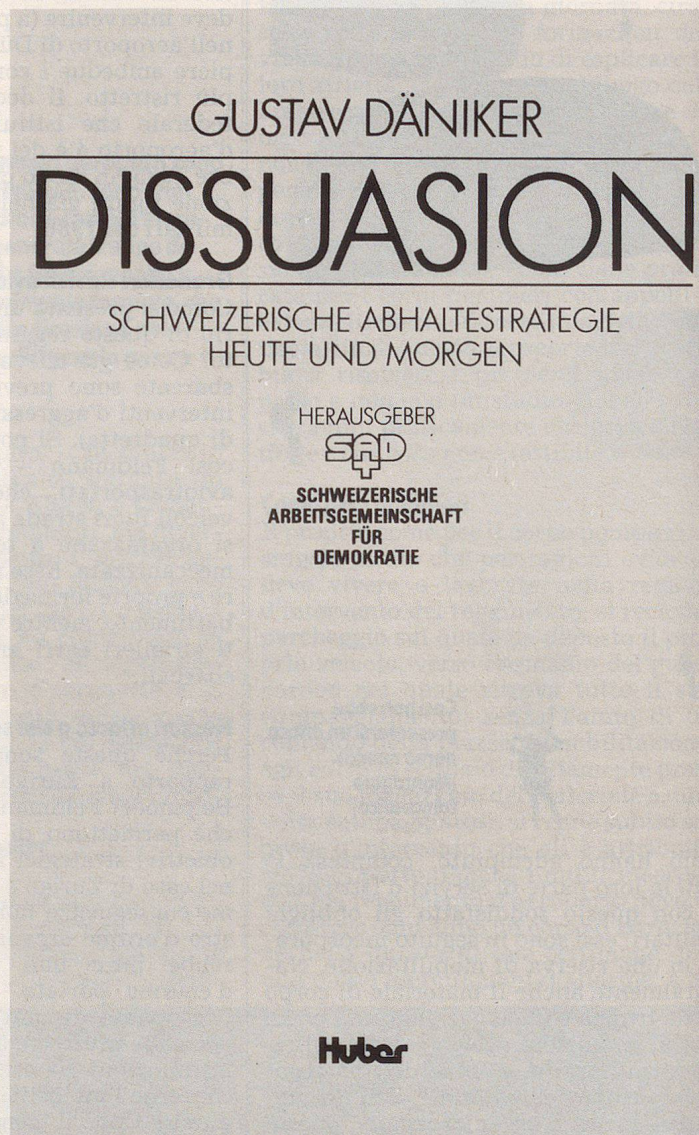 GUSTAV DÄNIKER
DISSUASION
SCHWEIZERISCHE ABHALTESTRATEGIE
HEUTE UND MORGEN
HERAUSGEBER
SAD
SCHWEIZERISCHE
ARBEITSGEMEINSCHAFT
FÜR
DEMOKRATIE
Huber